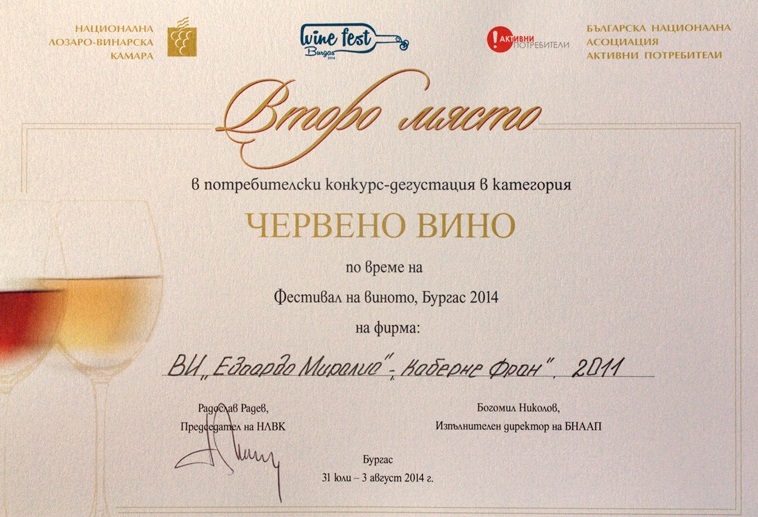 НАЦИОНАЛНА
ЛОЗАРО-ВИНАРСКА
КАМАРА
wine fest
Burgas
АКТИВНИ
ПОТРЕБИТЕЛИ
БЪЛГАРСКА НАЦИОНАЛНА
АСОЦИАЦИЯ
АКТИВНИ ПОТРЕБИТЕЛИ
Второ място
в потребителски конкурс-дегустация в категория
ЧЕРВЕНО ВИНО
по време на
Фестивал на виното, Бургас 2014
на фирма:
ВИ „Едоардо Миролио”-„Каберне Фран”. 2011
Радослав Радев,
Председател на НЛВК
Богомил Николов,
Изпълнителен директор на БНААП
Бургас
31 юли – 3 август 2014 г.